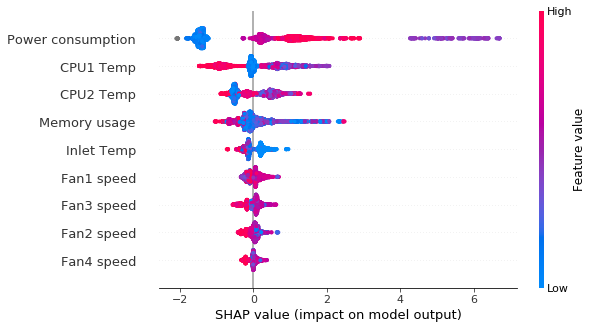 High
Power consumption
CPU1 Temp
CPU2 Temp
Memory usage
Inlet Temp
Fan1 speed
Fan3 speed
Fan2 speed
Fan4 speed
Feature value
Low
−2 0 2 4 6
SHAP value (impact on model output)